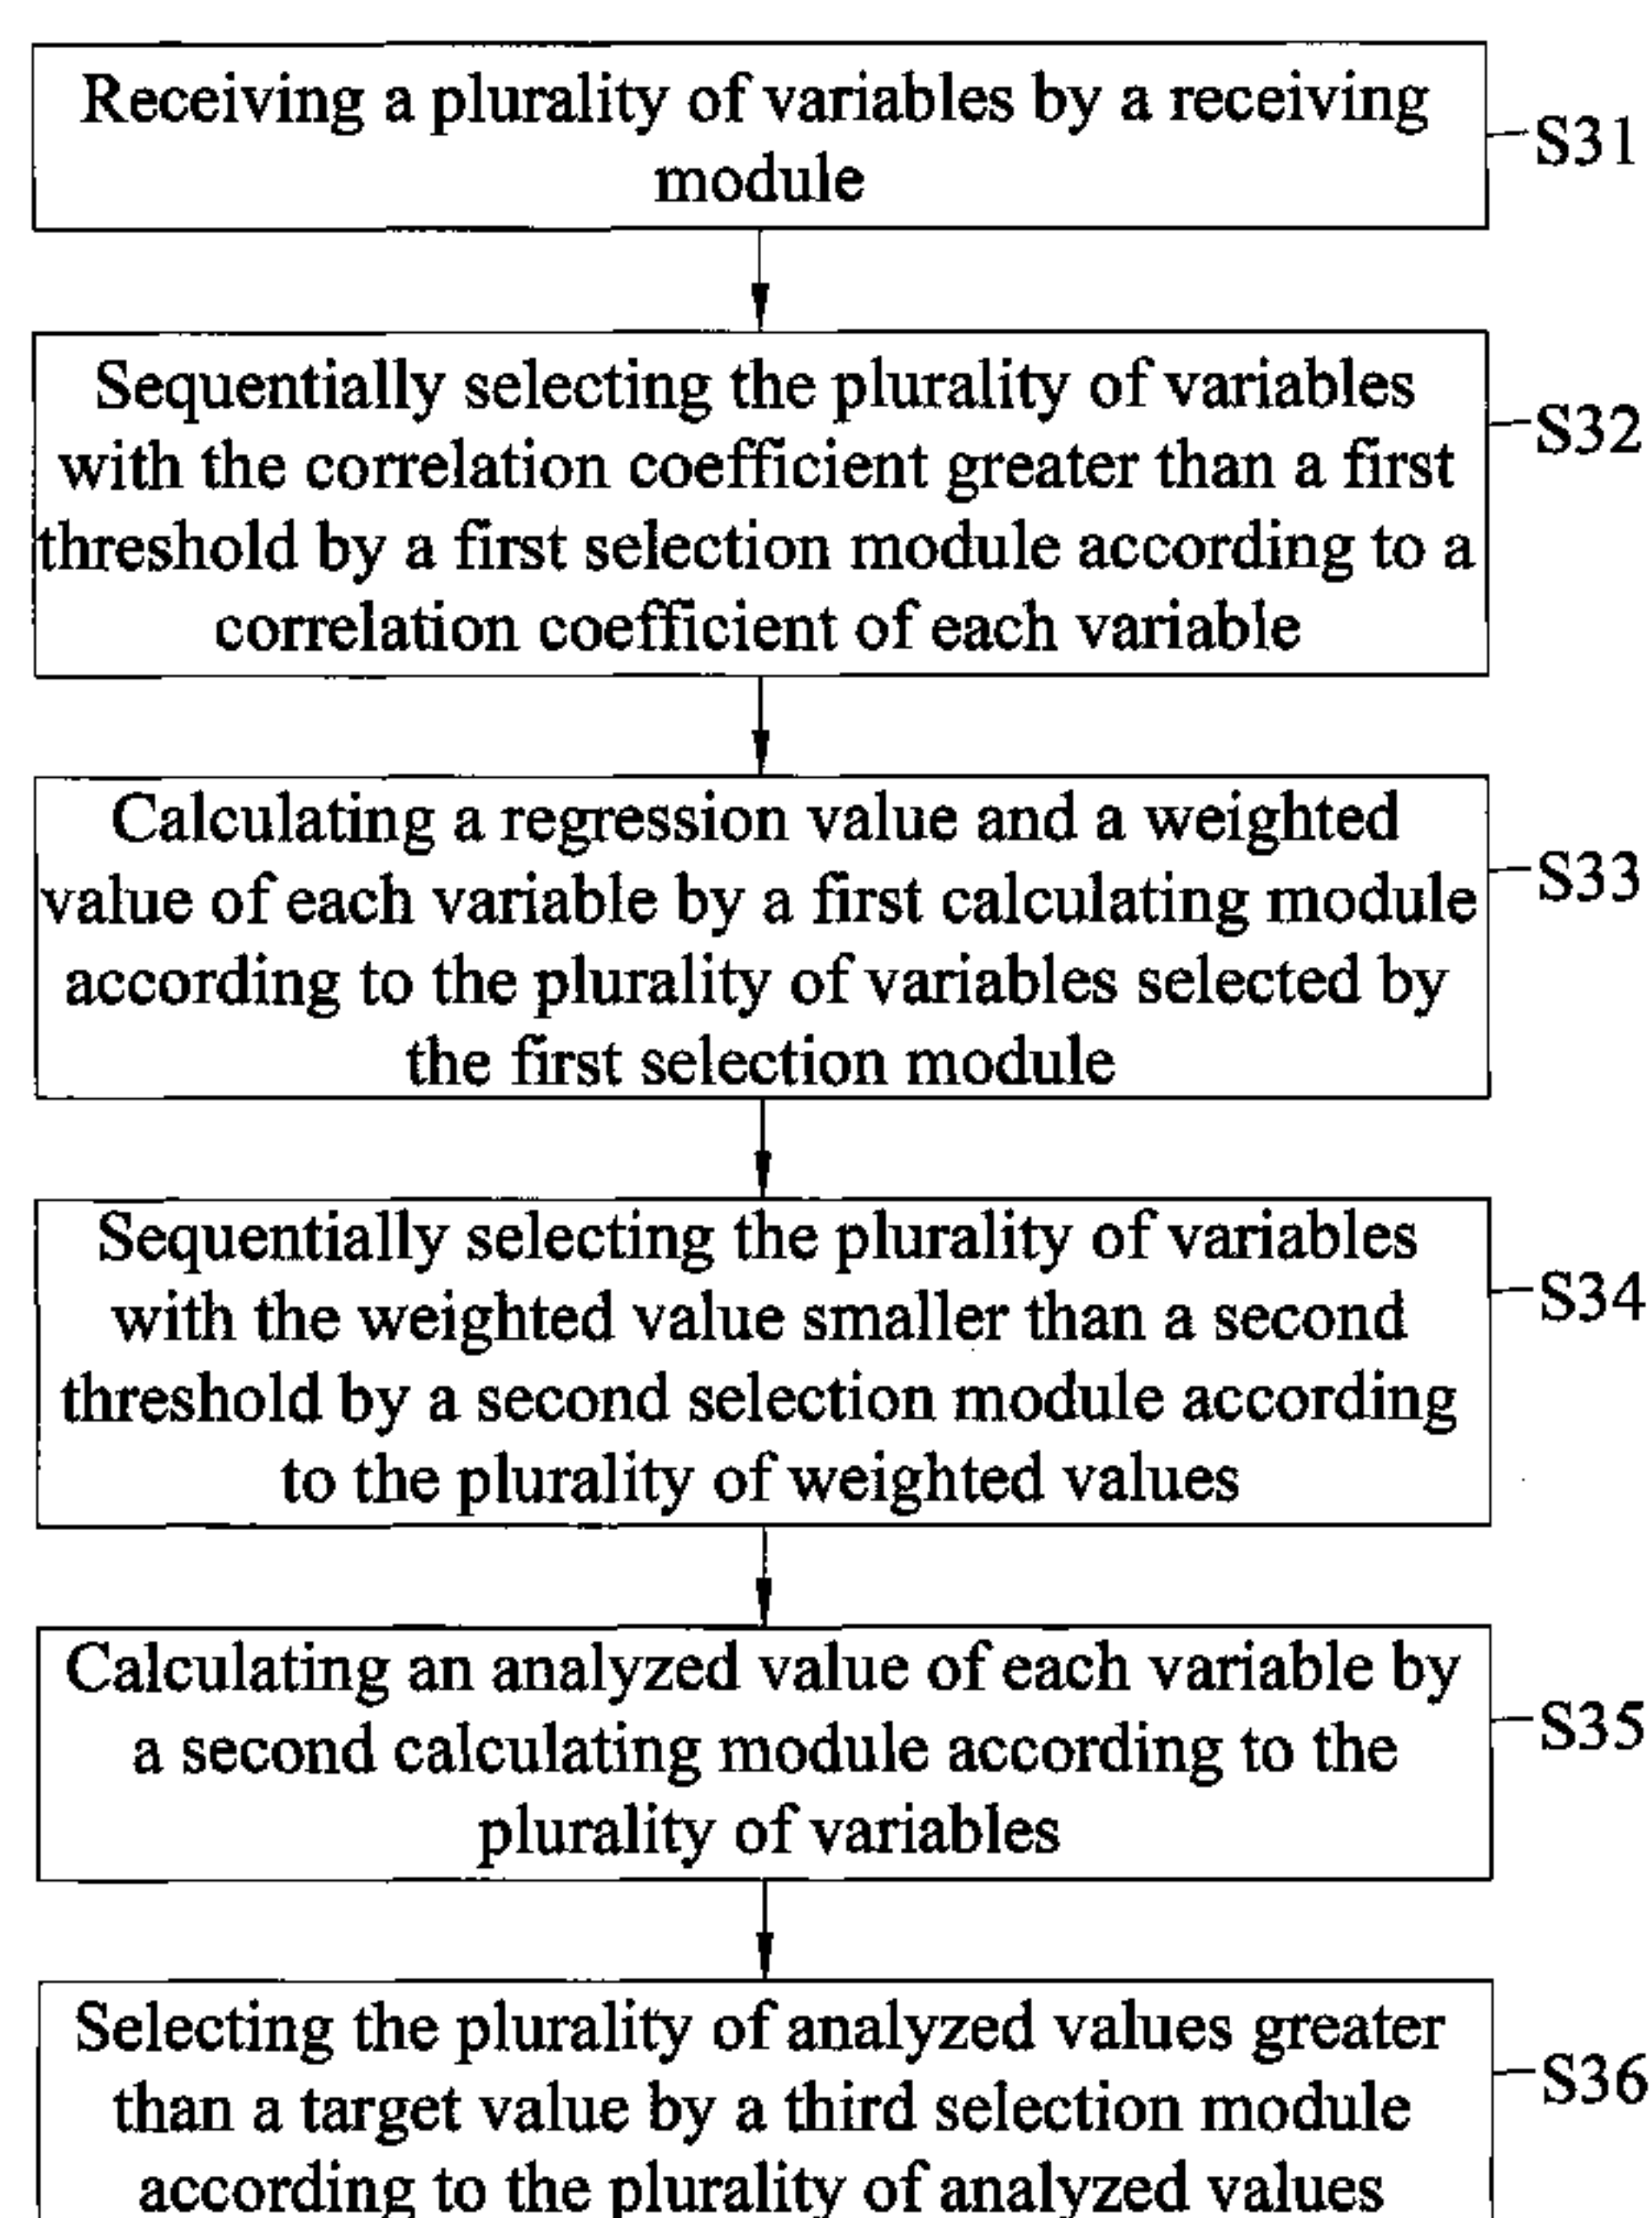 Receiving a plurality of variables by a receiving
module
S31
Sequentially selecting the plurality of variables
with the correlation coefficient greater than a first
threshold by a first selection module according to a
correlation coefficient of each variable
S32
Calculating a regression value and a weighted
value of each variable by a first calculating module
according to the plurality of variables selected by
the first selection module
S33
Sequentially selecting the plurality of variables
with the weighted value smaller than a second
threshold by a second selection module according
to the plurality of weighted values
S34
Calculating an analyzed value of each variable by
a second calculating module according to the
plurality of variables
S35
Selecting the plurality of analyzed values greater
than a target value by a third selection module
according to the plurality of analyzed values
S36